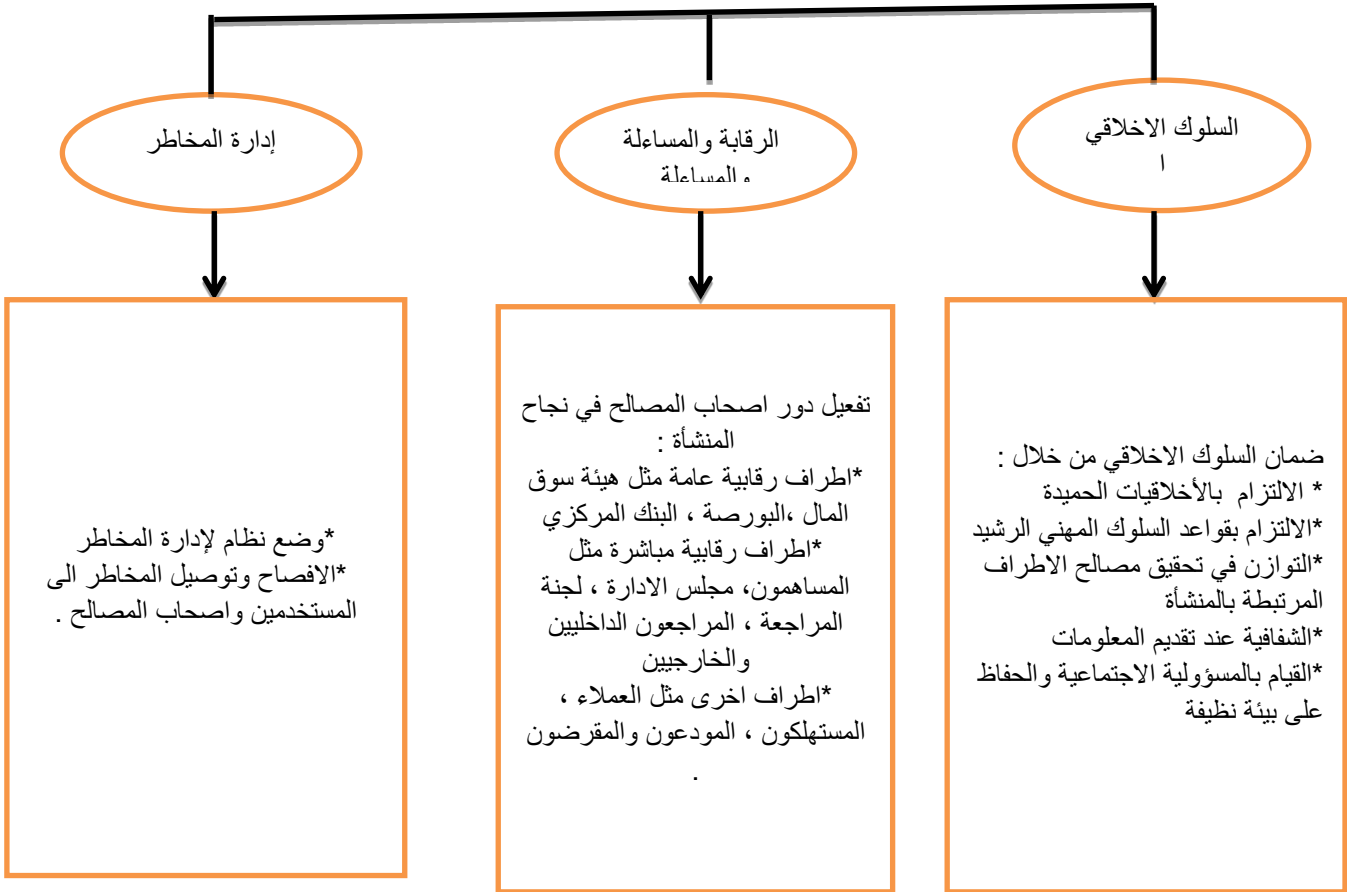 السلوك الاخلاقي
ا
الرقابة والمساءلة
والمساءلة
إدارة المخاطر
ضمان السلوك الاخلاقي من خلال :
* الالتزام بالأخلاقيات الحميدة
*الالتزام بقواعد السلوك المهني الرشيد
*التوازن في تحقيق مصالح الاطراف
المرتبطة بالمنشأة
*الشفافية عند تقديم المعلومات
*القيام بالمسؤولية الاجتماعية والحفاظ
على بيئة نظيفة
تفعيل دور اصحاب المصالح في نجاح
المنشأة :
*اطراف رقابية عامة مثل هيئة سوق
المال ،البورصة ، البنك المركزي
*اطراف رقابية مباشرة مثل
المساهمون، مجلس الادارة ، لجنة
المراجعة ، المراجعون الداخليين
والخارجيين
*اطراف اخرى مثل العملاء ،
المستهلكون ، المودعون والمقرضون
.
*وضع نظام لإدارة المخاطر
*الافصاح وتوصيل المخاطر الى
المستخدمين واصحاب المصالح .